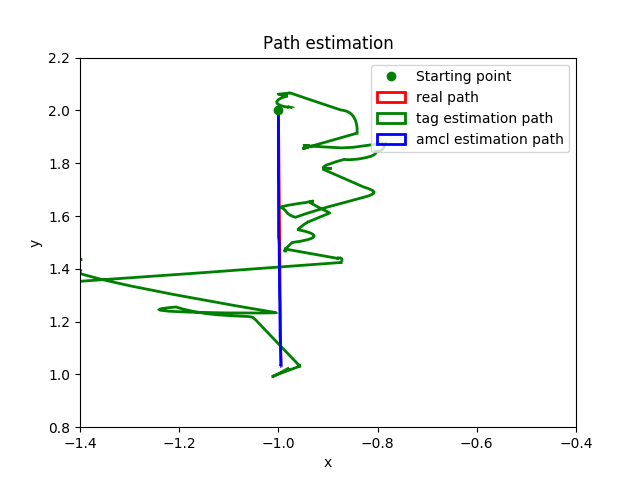 Path estimation
Starting point
real path
tag estimation path
amcl estimation path
2.2
2.0
1.8
1.6
1.4
1.2
1.0
0.8
y
−1.4 −1.2 −1.0 −0.8 −0.6 −0.4
x